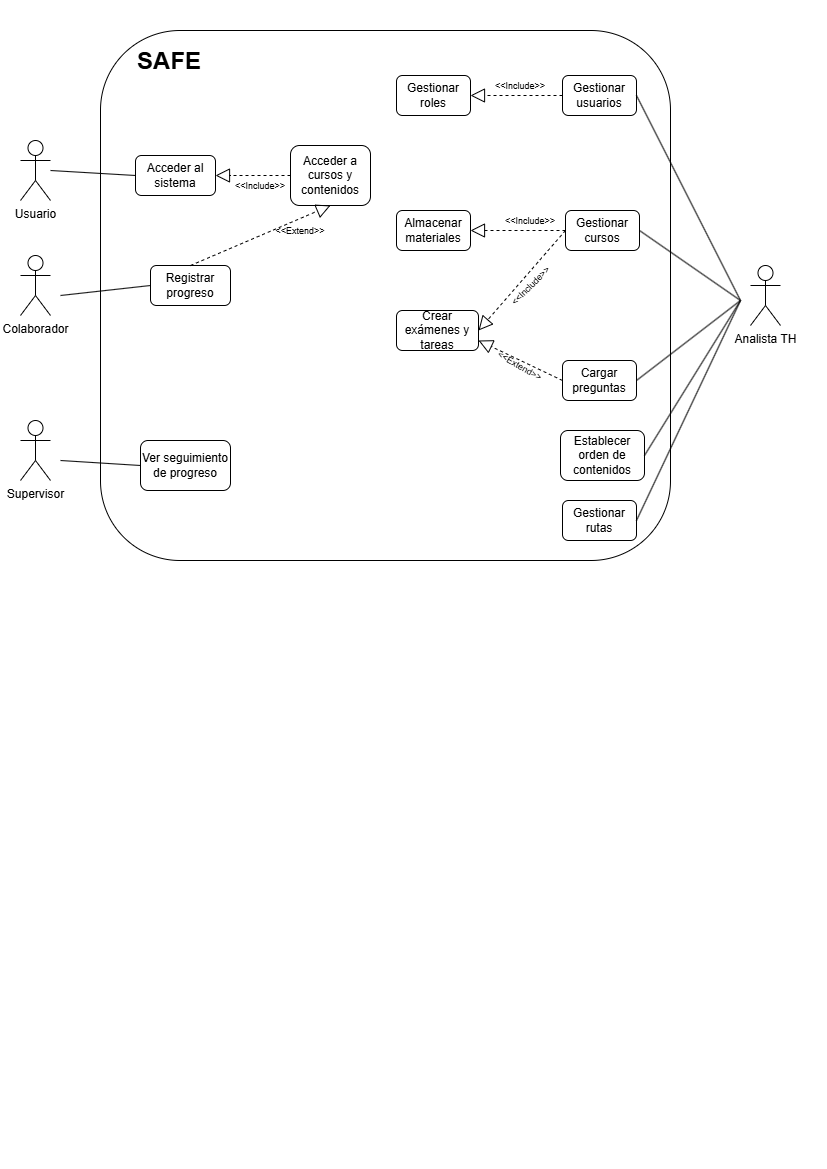 SAFE
Gestionar
roles
<<Include>>
Gestionar
usuarios
Usuario
Acceder al
sistema
<<Include>>
Acceder a
cursos y
contenidos
<<Extend>>
Almacenar
materiales
<<Include>>
Gestionar
cursos
<<Include>>
Colaborador
Registrar
progreso
Crear
exámenes y
tareas
<<Extend>>
Cargar
preguntas
Analista TH
Supervisor
Ver seguimiento
de progreso
Establecer
orden de
contenidos
Gestionar
rutas